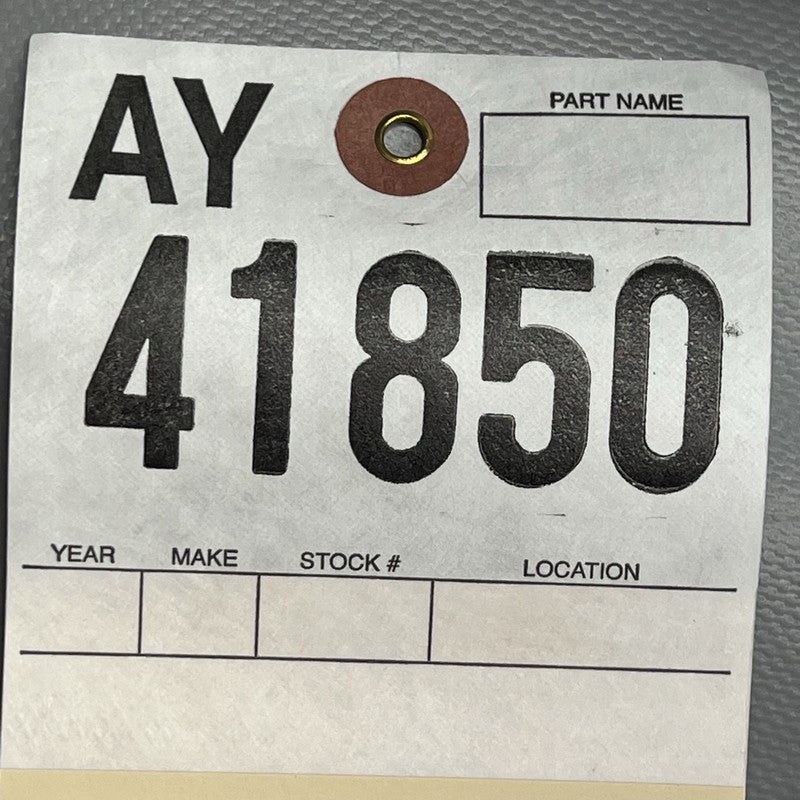 AY
PART NAME
41850
YEAR MAKE STOCK # LOCATION